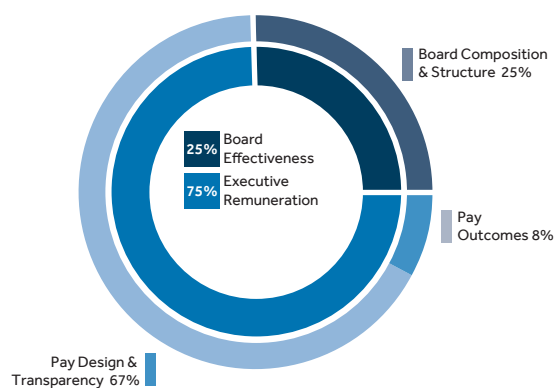 Board Composition
& Structure 25%
25% Board
Effectiveness
75% Executive
Remuneration
Pay
Outcomes 8%
Pay Design &
Transparency 67%